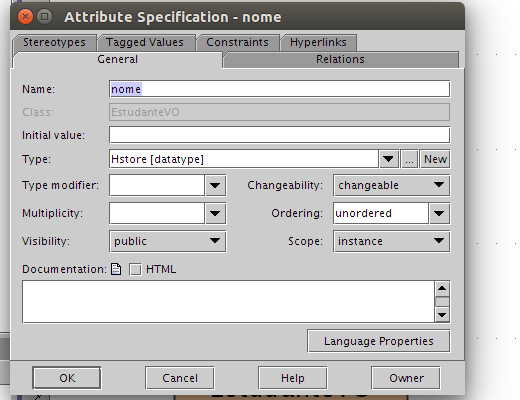 Attribute Specification - nome
Stereotypes Tagged Values Constraints Hyperlinks
General Relations
Name: nome
Class: EstudanteVO
Initial value:
Type: Hstore [datatype] ... New
Type modifier: Changeability: changeable
Multiplicity: Ordering: unordered
Visibility: public Scope: instance
Documentation: HTML
Language Properties
OK Cancel Help Owner
EstudanteVO